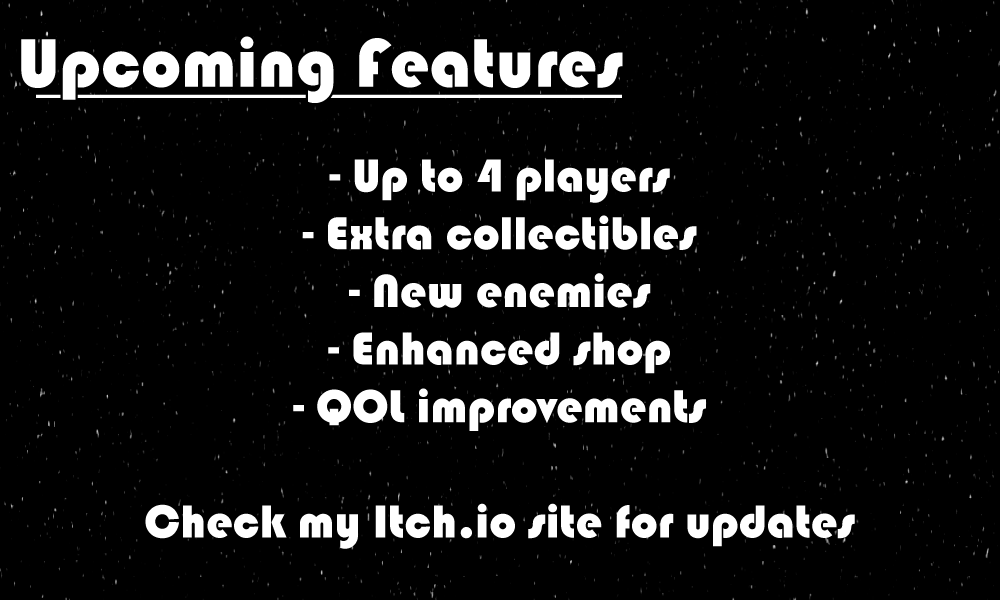 Upcoming Features
- Up to 4 players
- Extra collectibles
- New enemies
- Enhanced shop
- QOL improvements
Check my Itch.io site for updates